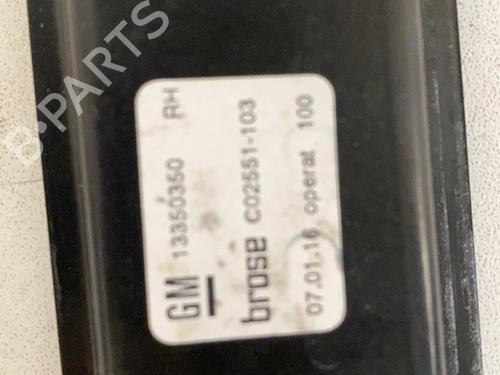 GM 13350350 RH
brose C02551-103
07.01.16 operat 100
B-PARTS